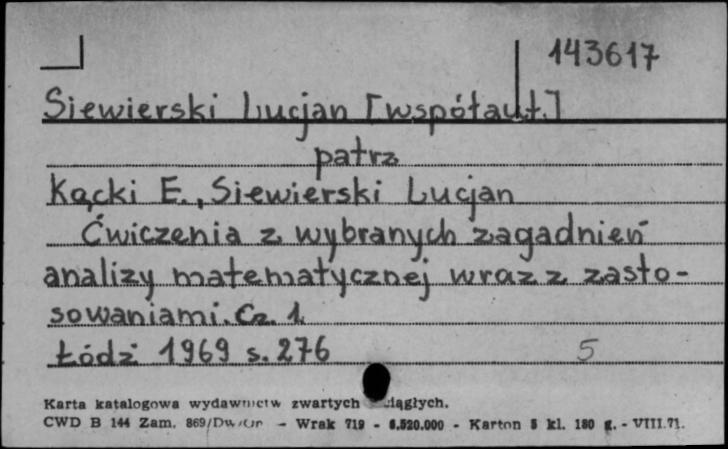 143617
Siewierski Lucjan [współaut.]
patrz
Kącki E., Siewierski Lucjan
Ćwiczenia z wybranych zagadnień
analizy matematycznej wraz z zasto-
sowaniami. Cz. 1.
Łódź 1969 s. 276 5
Karta katalogowa wydawnictw zwartych ciągłych.
CWD B 144 Zam. 869/Dw/ - Wrak 719 - 6.520.000 - Karton 5 kl. 180 g. - VIII.71.